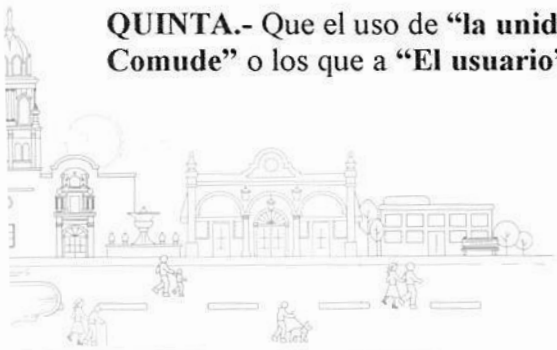 QUINTA.- Que el uso de “la unid
Comude” o los que a “El usuario”